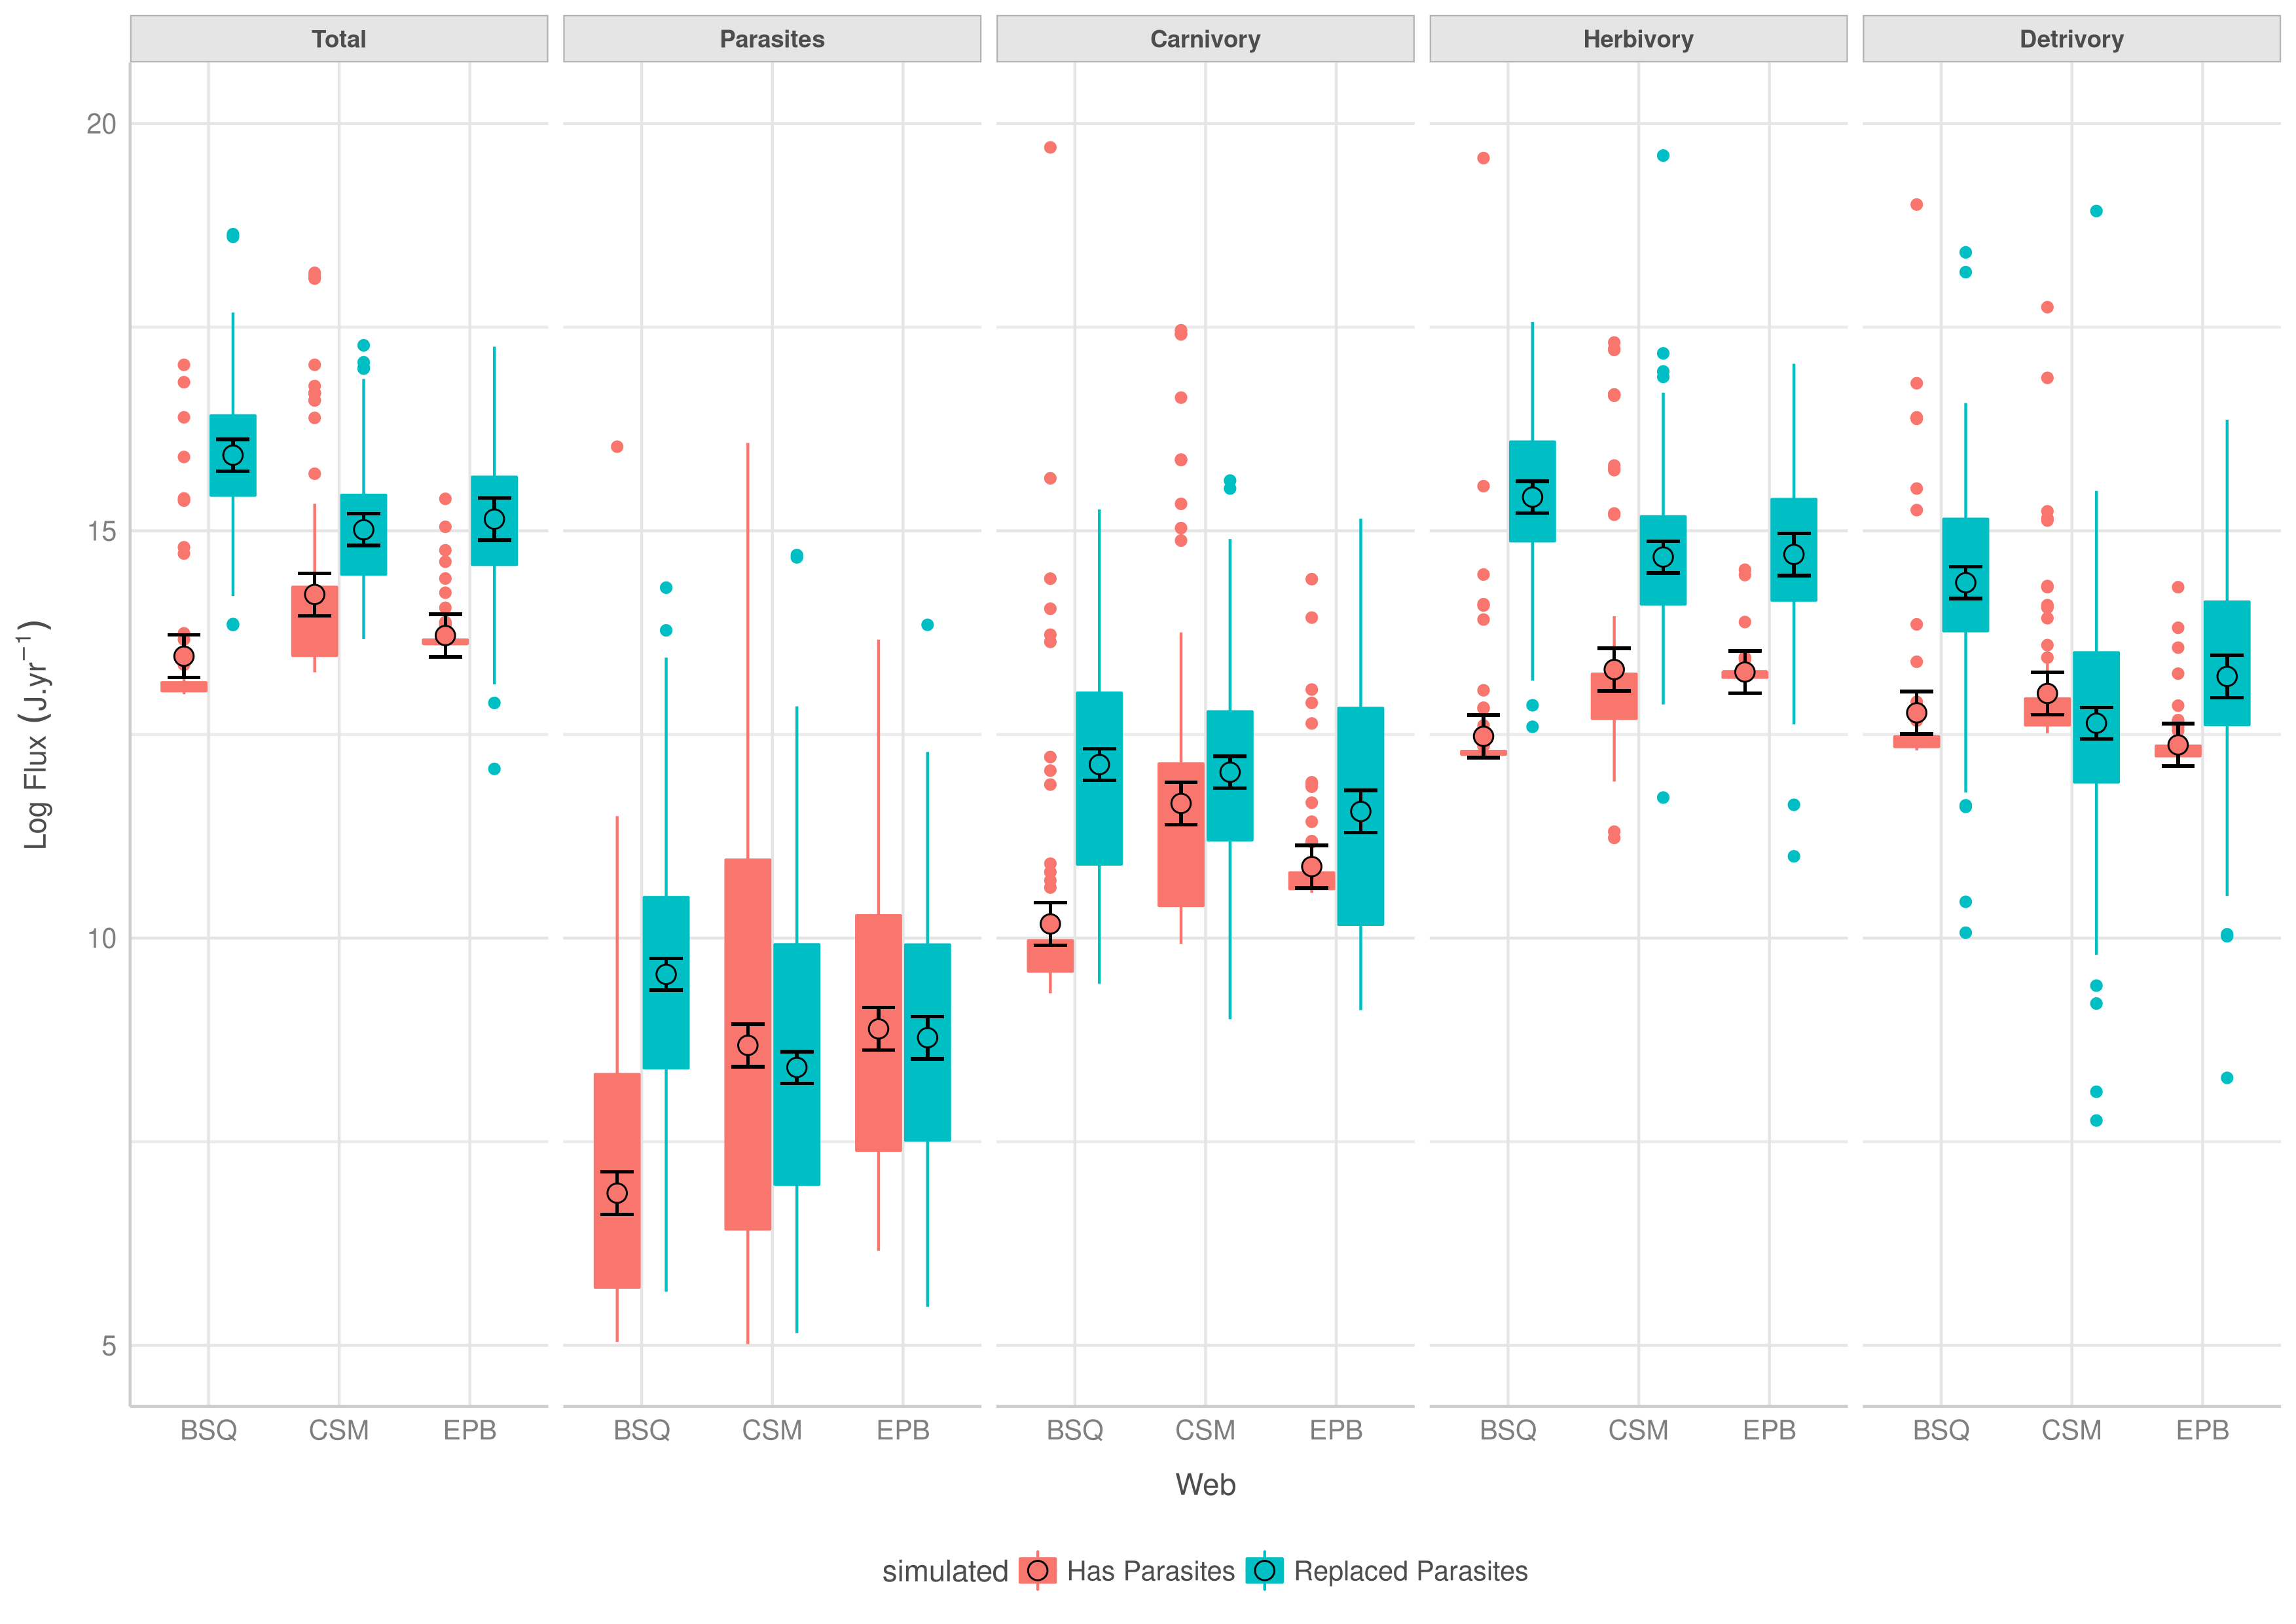 Total Parasites Carnivory Herbivory Detrivory
20
15
10
5
Log Flux (J.yr⁻¹)
BSQ CSM EPB BSQ CSM EPB BSQ CSM EPB BSQ CSM EPB BSQ CSM EPB
Web
simulated Has Parasites Replaced Parasites